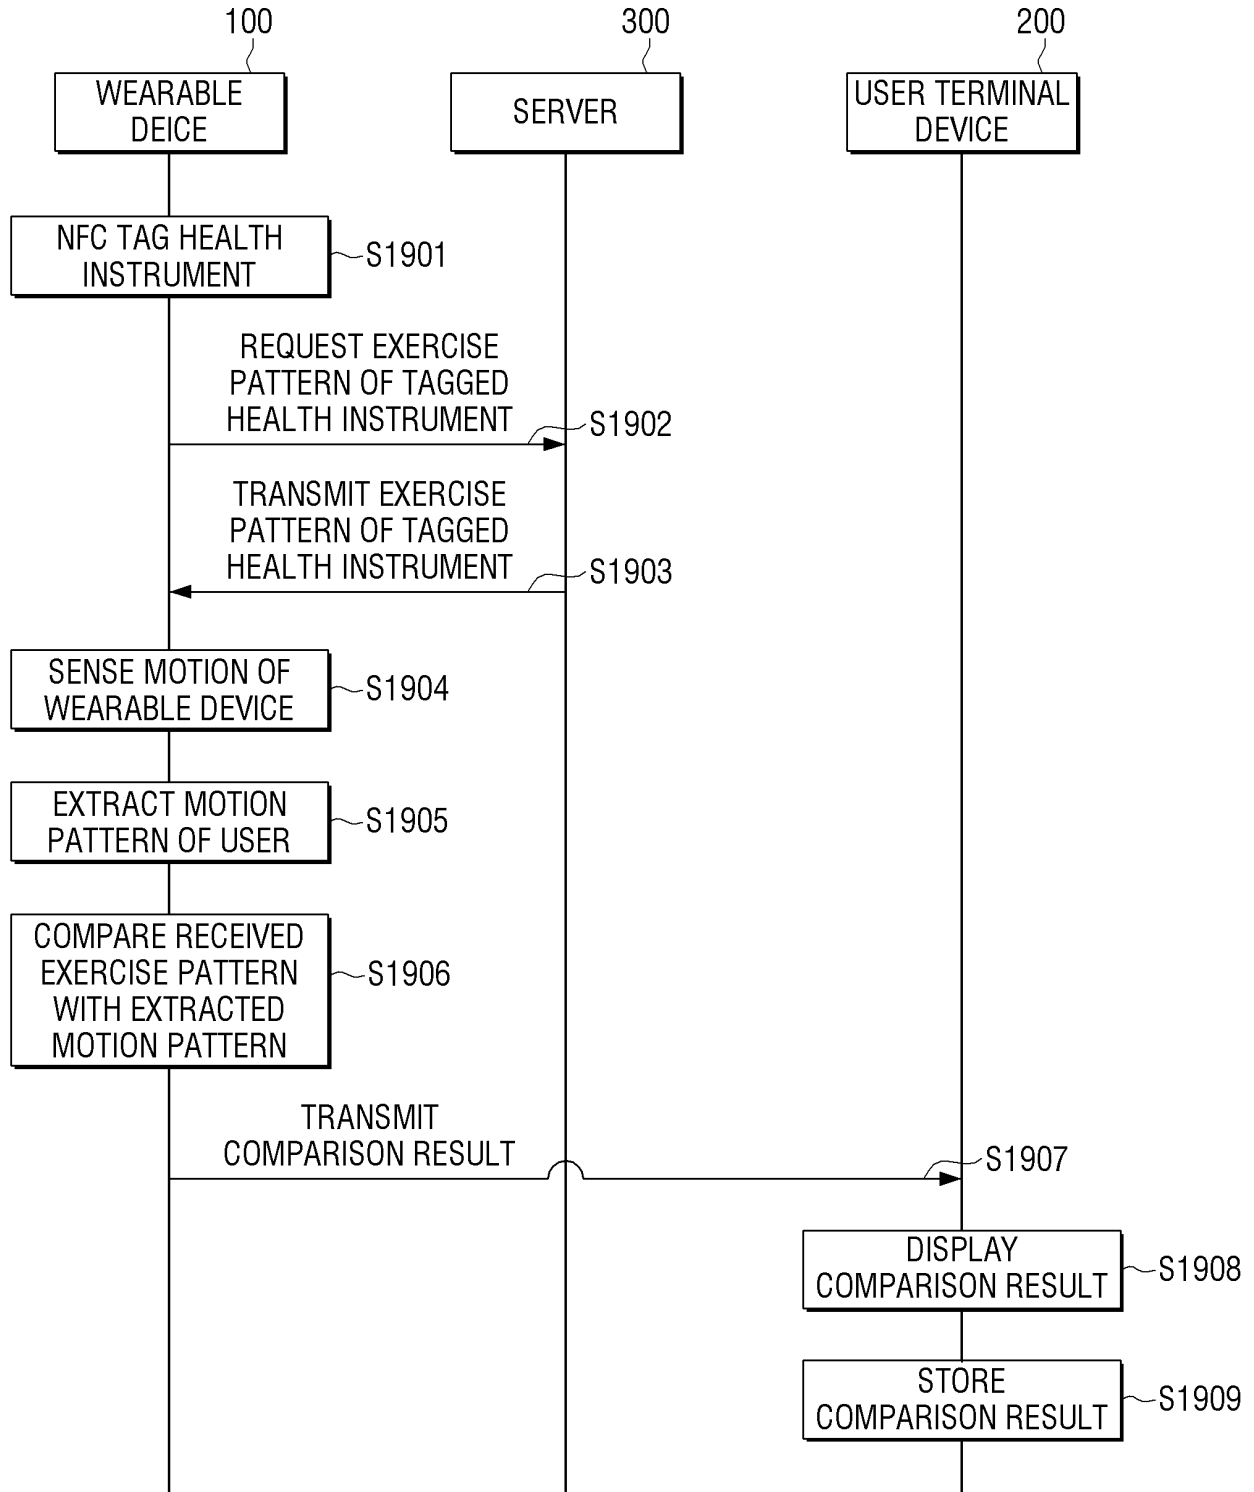 100
300
200
WEARABLE
DEICE
SERVER
USER TERMINAL
DEVICE
NFC TAG HEALTH
INSTRUMENT
S1901
REQUEST EXERCISE
PATTERN OF TAGGED
HEALTH INSTRUMENT
S1902
TRANSMIT EXERCISE
PATTERN OF TAGGED
HEALTH INSTRUMENT
S1903
SENSE MOTION OF
WEARABLE DEVICE
S1904
EXTRACT MOTION
PATTERN OF USER
S1905
COMPARE RECEIVED
EXERCISE PATTERN
WITH EXTRACTED
MOTION PATTERN
S1906
TRANSMIT
COMPARISON RESULT
S1907
DISPLAY
COMPARISON RESULT
S1908
STORE
COMPARISON RESULT
S1909